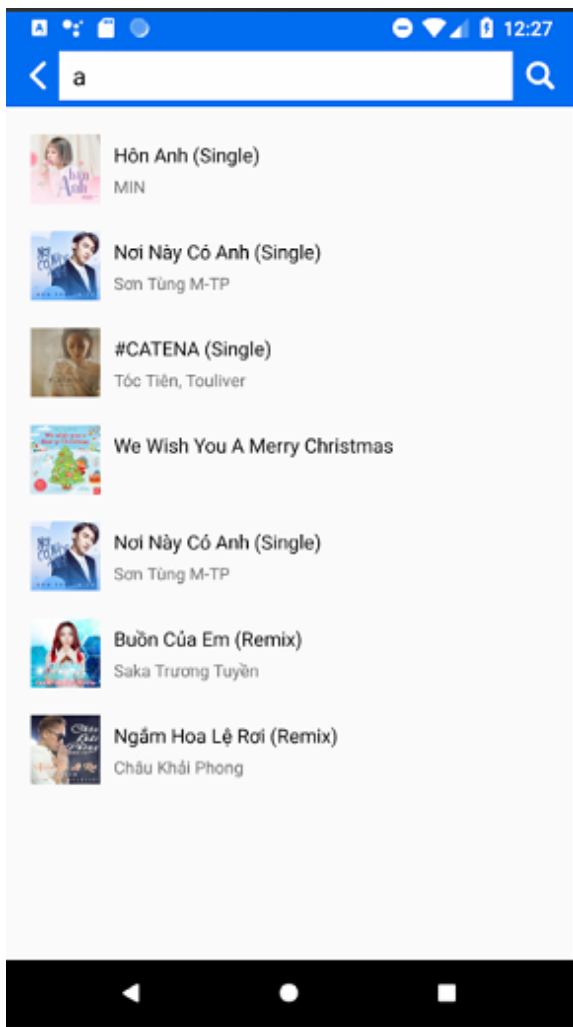 12:27
a
Hôn Anh (Single)
MIN
Nơi Này Có Anh (Single)
Sơn Tùng M-TP
#CATENA (Single)
Tóc Tiên, Touliver
We Wish You A Merry Christmas
Nơi Này Có Anh (Single)
Sơn Tùng M-TP
Buồn Của Em (Remix)
Saka Trương Tuyền
Ngắm Hoa Lệ Rơi (Remix)
Châu Khải Phong